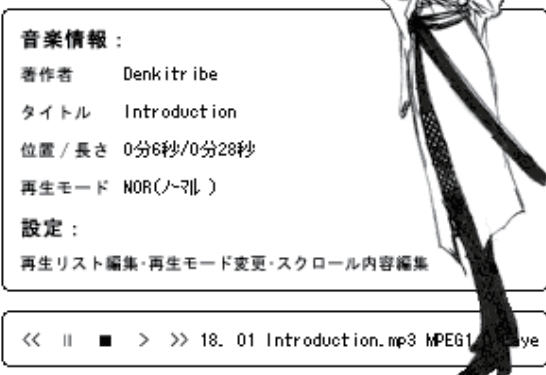 音楽情報：
著作者 Denkitribe
タイトル Introduction
位置/長さ 0分6秒/0分28秒
再生モード NOR(ﾉｰﾏﾙ )
設定：
再生リスト編集･再生モード変更･スクロール内容編集
<< II ■ > >> 18. 01 Introduction.mp3 MPEG1